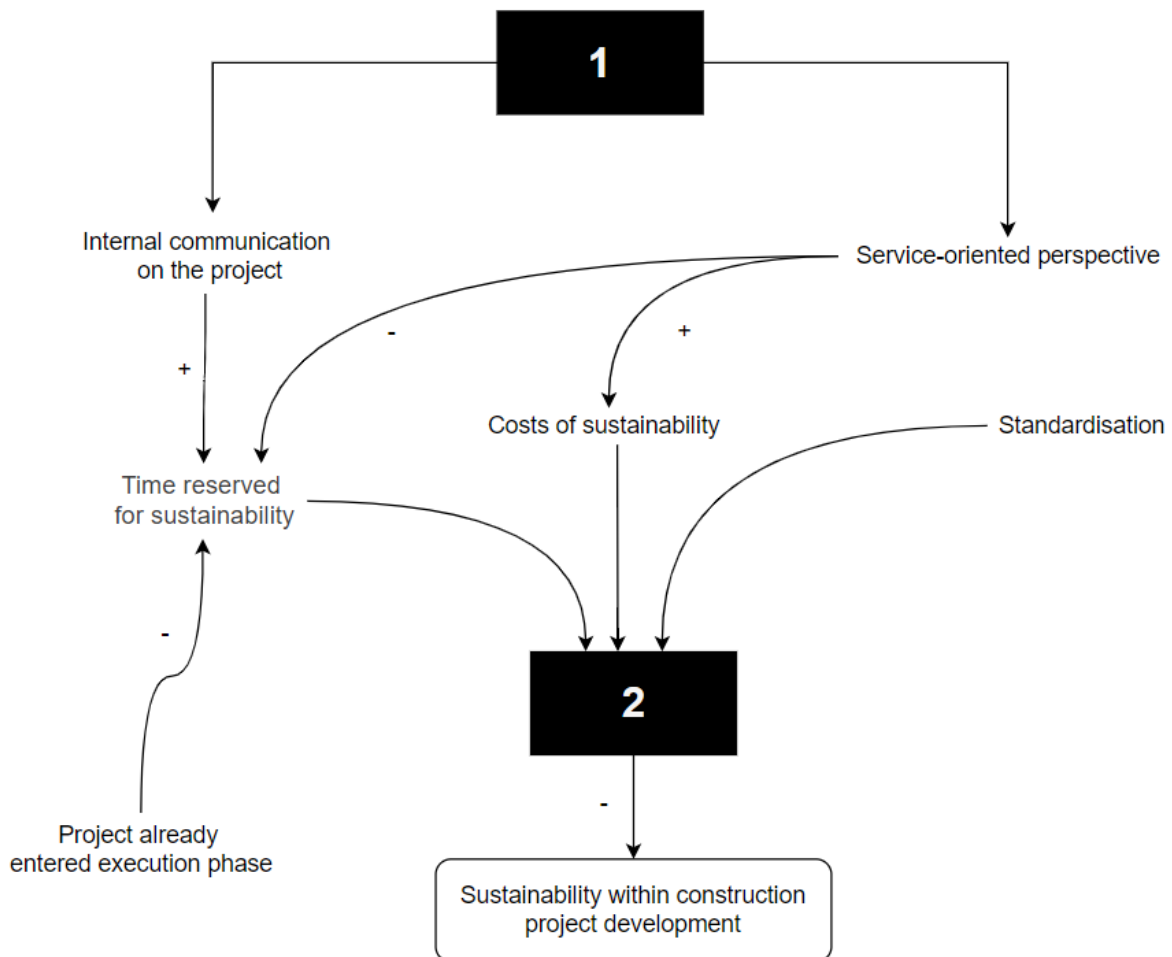 1
Internal communication
on the project
Service-oriented perspective
-
+
+
Costs of sustainability
Standardisation
Time reserved
for sustainability
-
2
-
Project already
entered execution phase
Sustainability within construction
project development